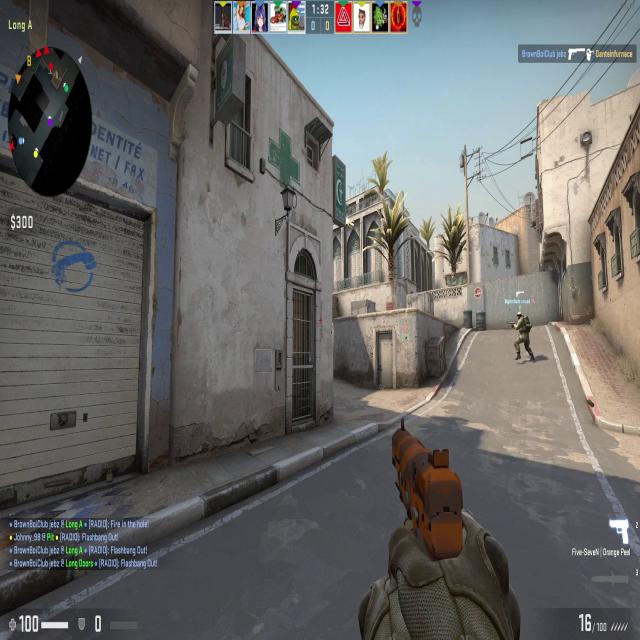 Long A
B
1:32
0 0
BrownBoiClub jebz Danteinfurnace
IDENTITÉ
NET / FAX
$300
BrownBoiClub jebz @ Long A • [RADIO]: Fire in the hole!
Johnny_98 @ Pit • [RADIO]: Flashbang Out!
BrownBoiClub jebz @ Long A • [RADIO]: Flashbang Out!
BrownBoiClub jebz @ Long Doors • [RADIO]: Flashbang Out!
Five-SeveN | Orange Peel
100 0
16 / 100